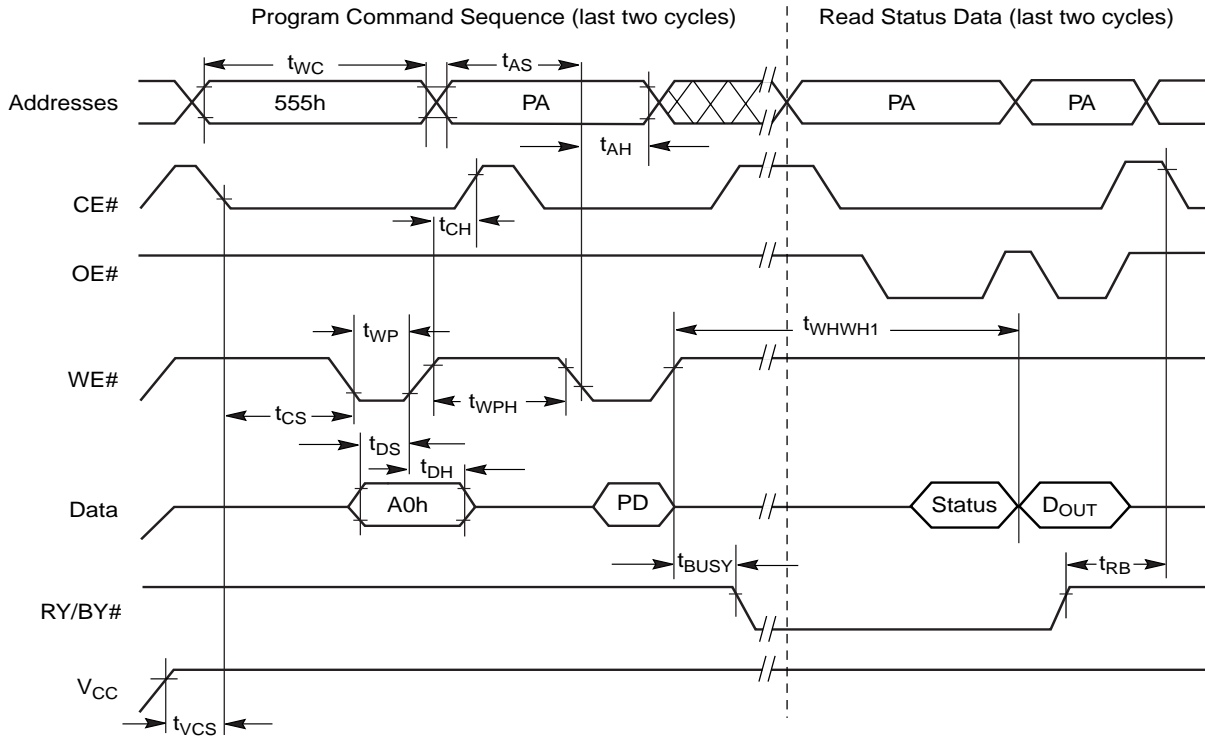 Program Command Sequence (last two cycles) Read Status Data (last two cycles)
tWC tAS
Addresses 555h PA PA PA
tAH
CE#
tCH
OE#
tWP tWHWH1
WE#
tCS tWPH
tDS
tDH
Data A0h PD Status DOUT
tBUSY tRB
RY/BY#
VCC
tVCS